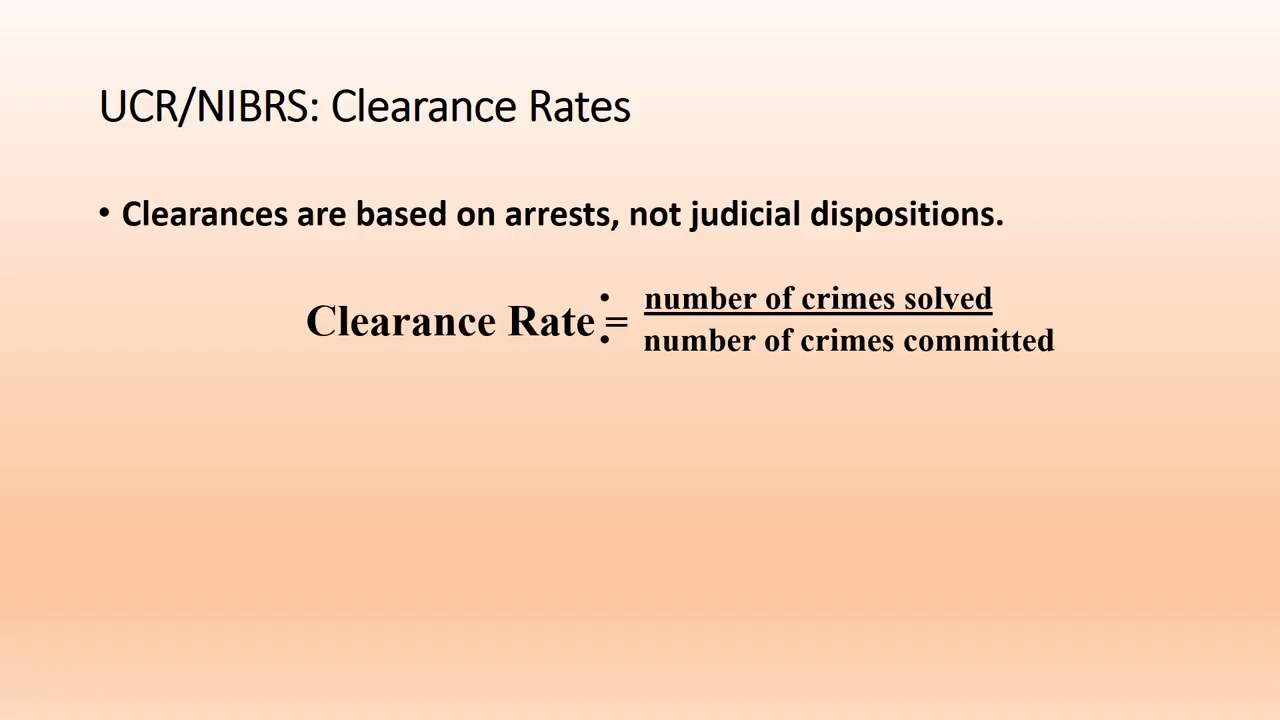 UCR/NIBRS: Clearance Rates
• Clearances are based on arrests, not judicial dispositions.
Clearance Rate =
• number of crimes solved
• number of crimes committed